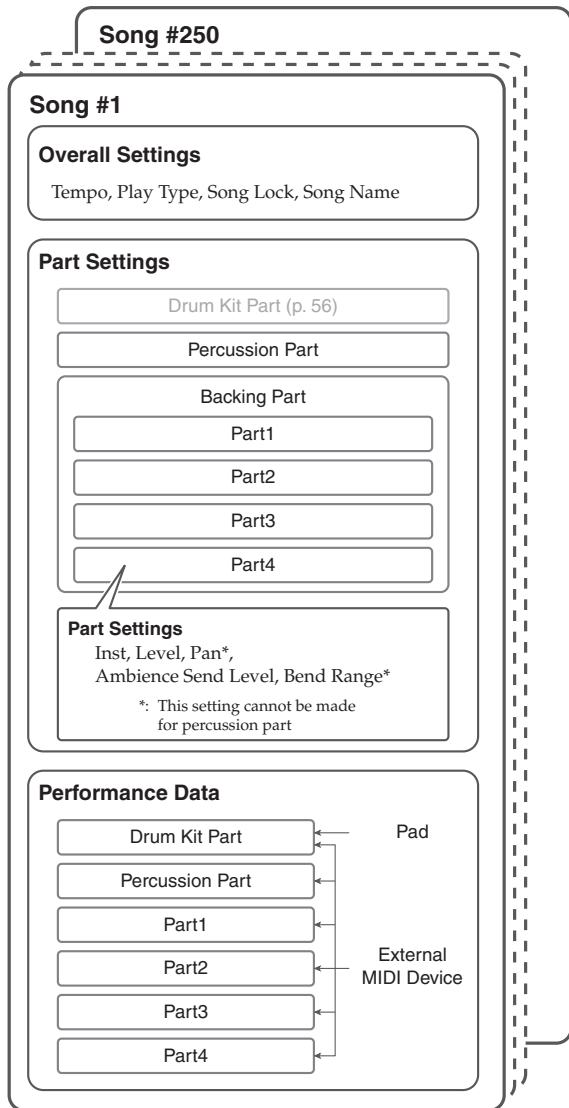 Song #250
Song #1
Overall Settings
Tempo, Play Type, Song Lock, Song Name
Part Settings
Drum Kit Part (p. 56)
Percussion Part
Backing Part
Part1
Part2
Part3
Part4
Part Settings
Inst, Level, Pan*,
Ambience Send Level, Bend Range*
*: This setting cannot be made
for percussion part
Performance Data
Drum Kit Part
Pad
Percussion Part
Part1
Part2
External
MIDI Device
Part3
Part4